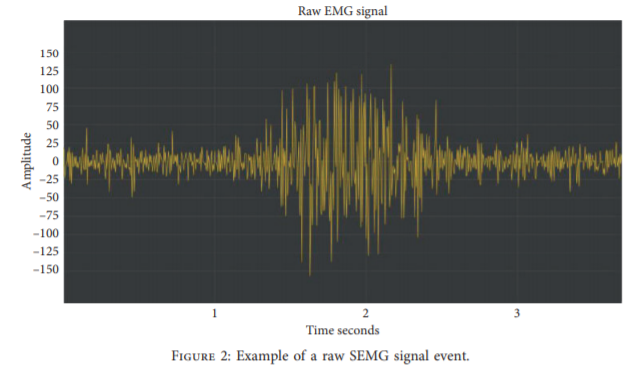 Raw EMG signal
150
125
100
75
50
25
0
−25
−50
−75
−100
−125
−150
Amplitude
1 2 3
Time seconds
Figure 2: Example of a raw SEMG signal event.